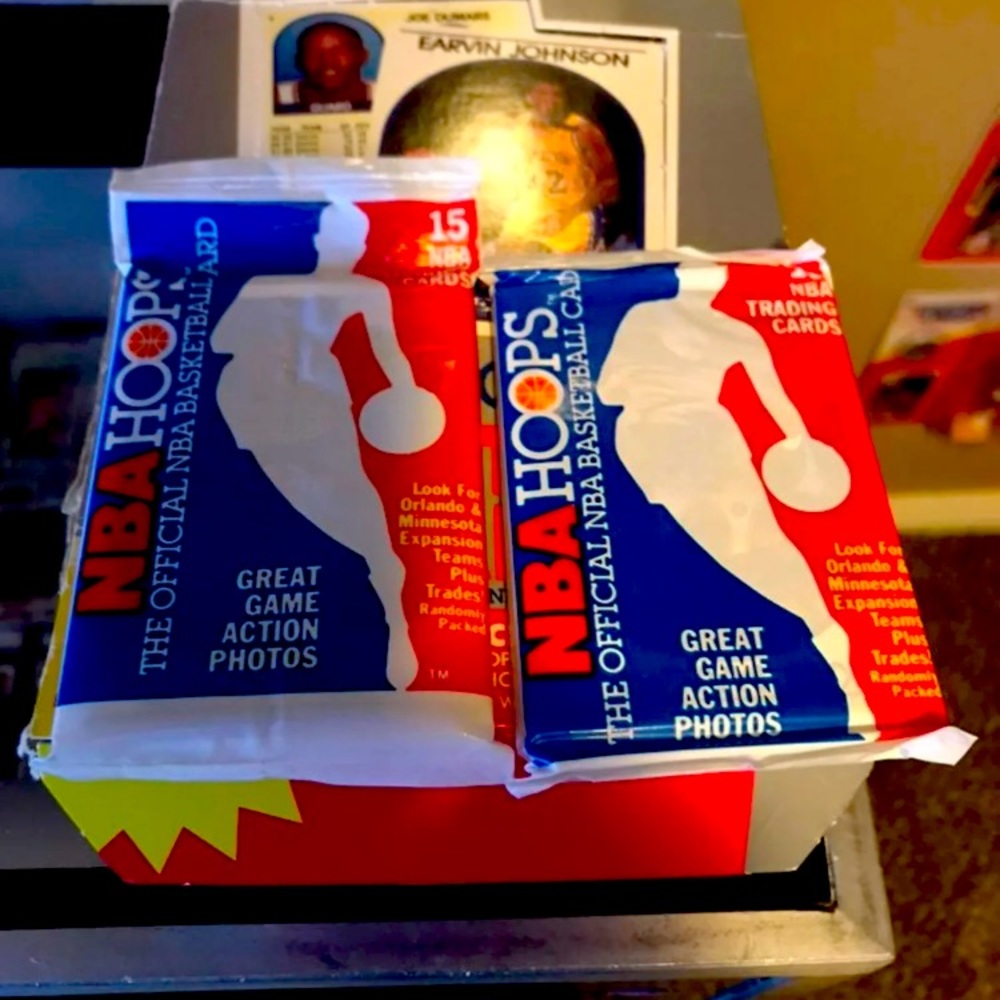 JOE DUMARS
EARVIN JOHNSON
DUMARS
15
NBA
CARDS
NBA HOOPS
THE OFFICIAL NBA BASKETBALL
Look For
Orlando &
Minnesota
Expansion
Teams
Plus
Trades!
Randomly
Packed
GREAT
GAME
ACTION
PHOTOS
TM
NBA
TRADING
CARDS
NBA HOOPS
THE OFFICIAL NBA BASKETBALL CA
Look For
Orlando &
Minnesota
Expansion
Teams
Plus
Trades!
Randomly
Packed
GREAT
GAME
ACTION
PHOTOS